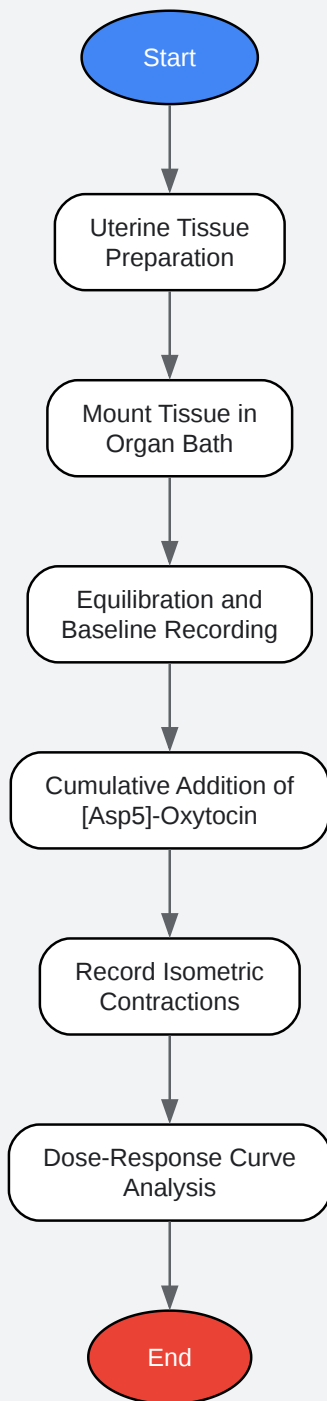 Start
Uterine Tissue
Preparation
Mount Tissue in
Organ Bath
Equilibration and
Baseline Recording
Cumulative Addition of
[Asp5]-Oxytocin
Record Isometric
Contractions
Dose-Response Curve
Analysis
End